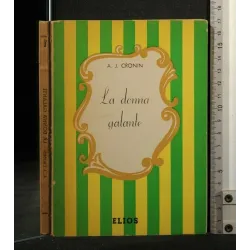 A. J. CRONIN
La donna
galante
ELIOS